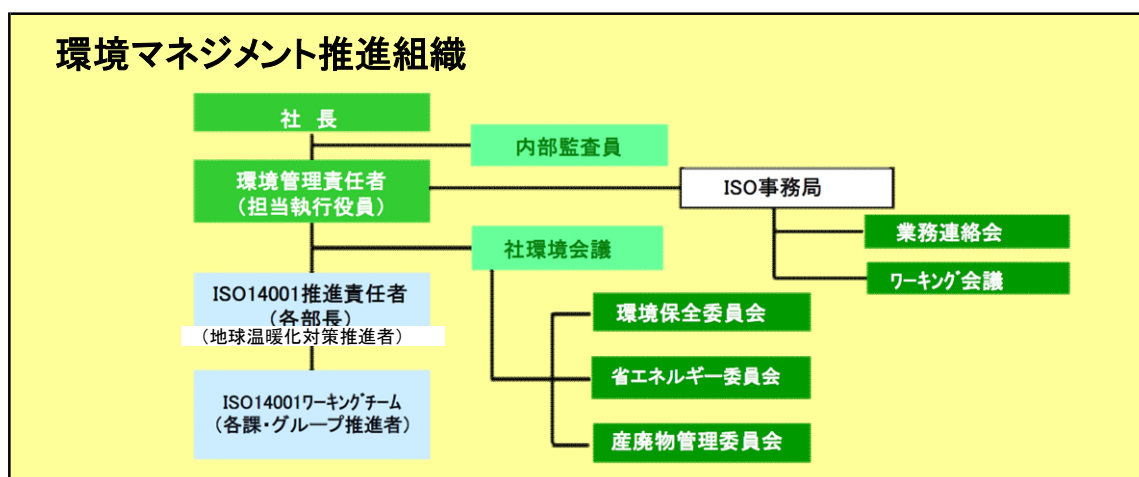 環境マネジメント推進組織
社 長
内部監査員
環境管理責任者
（担当執行役員）
ISO事務局
業務連絡会
社環境会議
ワーキング会議
ISO14001推進責任者
（各部長）
（地球温暖化対策推進者）
環境保全委員会
省エネルギー委員会
ISO14001ワーキングチーム
（各課・グループ推進者）
産廃物管理委員会